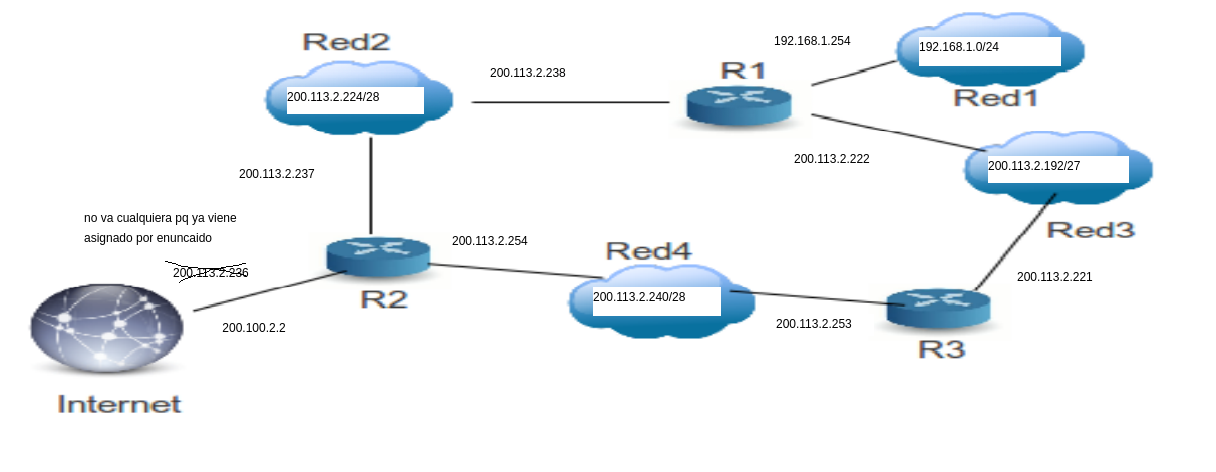 192.168.1.254
192.168.1.0/24
Red2
R1
200.113.2.238
200.113.2.224/28
Red1
200.113.2.222
200.113.2.192/27
200.113.2.237
no va cualquiera pq ya viene
asignado por enuncaido
200.113.2.254
Red4
Red3
200.113.2.236
R2
200.113.2.240/28
200.113.2.221
200.100.2.2
200.113.2.253
R3
Internet